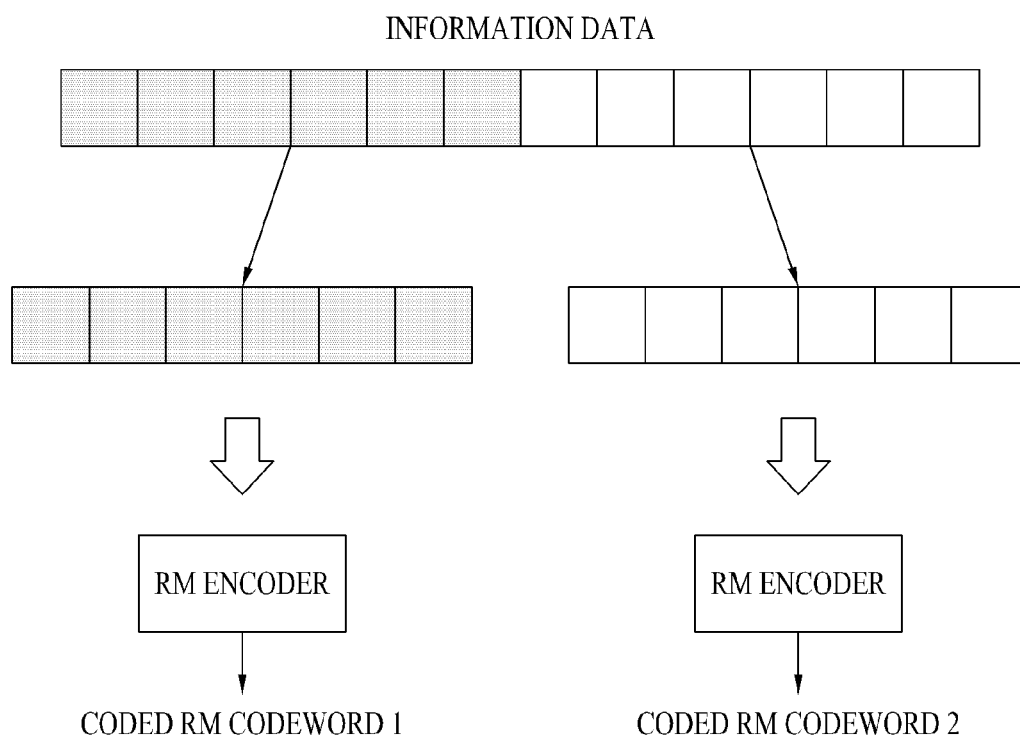 INFORMATION DATA
RM ENCODER
RM ENCODER
CODED RM CODEWORD 1
CODED RM CODEWORD 2